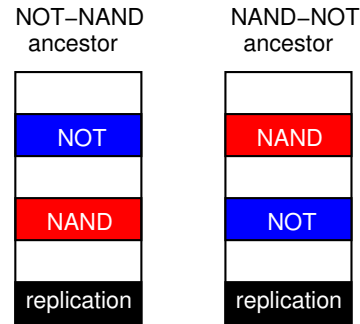 NOT–NAND
ancestor
NOT
NAND
replication
NAND–NOT
ancestor
NAND
NOT
replication